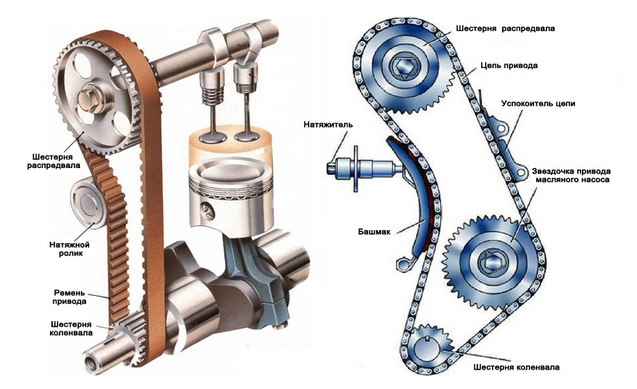 Шестерня
распредвала
Натяжной
ролик
Ремень
привода
Шестерня
коленвала
Шестерня распредвала
Цепь привода
Успокоитель цепи
Натяжитель
Звездочка привода
масляного насоса
Башмак
Шестерня коленвала